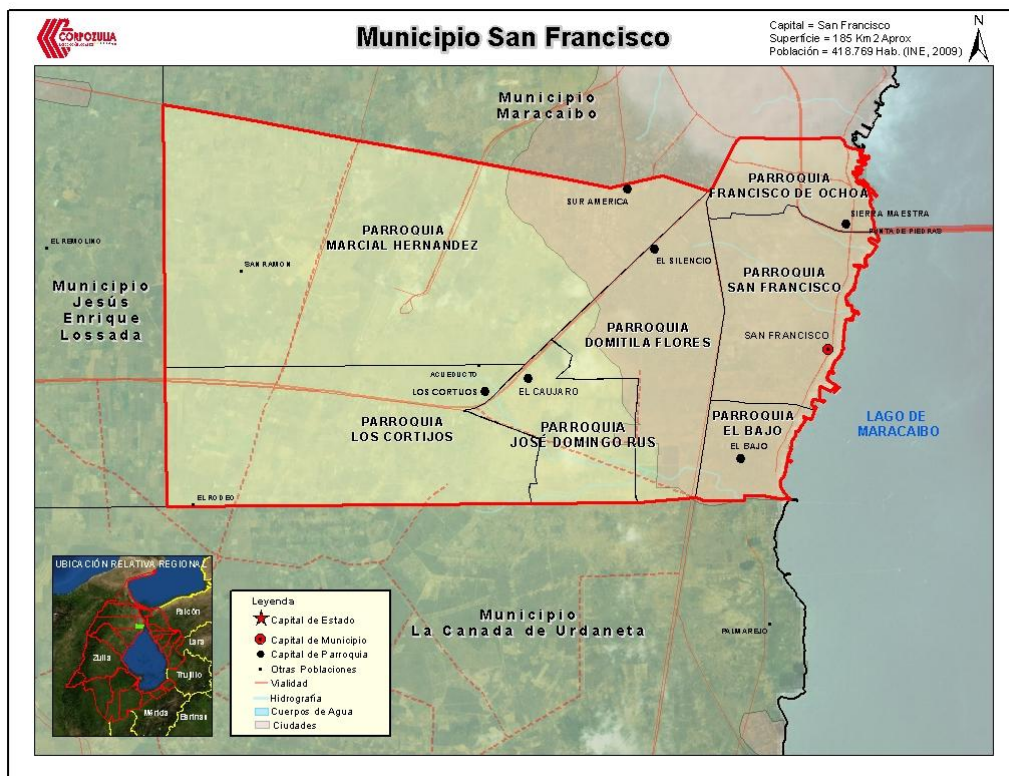 CORPOZULIA
Municipio San Francisco
Capital = San Francisco
Superfície = 185 Km 2 Aprox
Población = 418.769 Hab. (INE, 2009)
N
Municipio
Maracaibo
PARROQUIA
FRANCISCO DE OCHOA
SUR AMERICA
SIERRA MAESTRA
PUNTA DE PIEDRAS
PARROQUIA
MARCIAL HERNANDEZ
EL REMOLINO
SAN RAMON
EL SILENCIO
PARROQUIA
SAN FRANCISCO
Municipio
Jesús
Enrique
Lossada
PARROQUIA
DOMITILA FLORES
SAN FRANCISCO
ACUEDUCTO
LOS CORTIJOS
EL CAUJARO
PARROQUIA
LOS CORTIJOS
PARROQUIA
JOSE DOMINGO RUS
PARROQUIA
EL BAJO
EL BAJO
LAGO DE
MARACAIBO
EL RODEO
UBICACIÓN RELATIVA REGIONAL
Falcón
Lara
Zulia
Trujillo
Mérida
Barinas
Leyenda
Capital de Estado
Capital de Municipio
Capital de Parroquia
Otras Poblaciones
Vialidad
Hidrografía
Cuerpos de Agua
Ciudades
Municipio
La Canada de Urdaneta
PALMAREJO